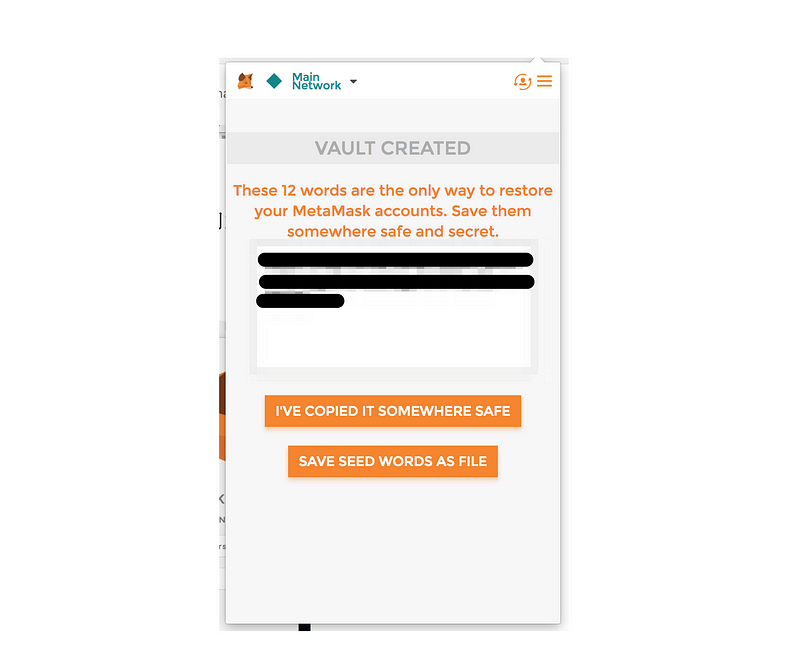 Main
Network
VAULT CREATED
These 12 words are the only way to restore
your MetaMask accounts. Save them
somewhere safe and secret.
I'VE COPIED IT SOMEWHERE SAFE
SAVE SEED WORDS AS FILE